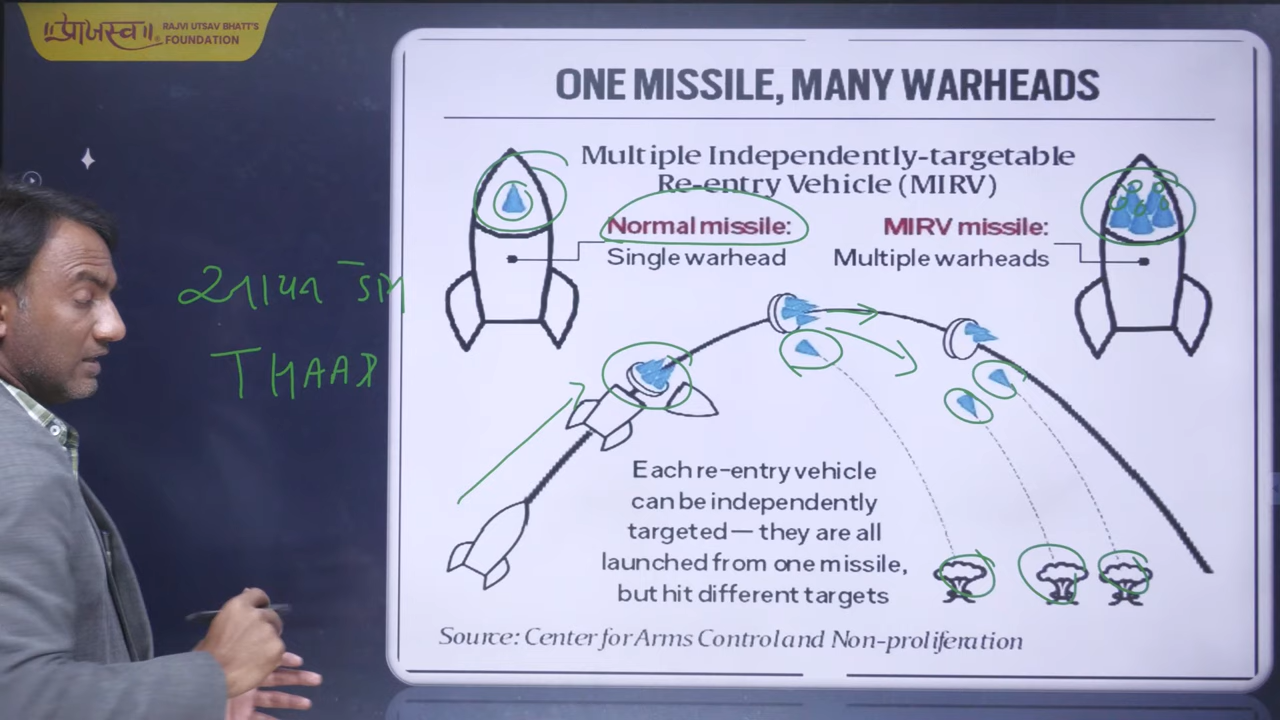 ॥प्राजस्व॥®
RAJVI UTSAV BHATT'S
FOUNDATION
ONE MISSILE, MANY WARHEADS
Multiple Independently-targetable
Re-entry Vehicle (MIRV)
Normal missile:
Single warhead
MIRV missile:
Multiple warheads
THAAD
Each re-entry vehicle
can be independently
targeted — they are all
launched from one missile,
but hit different targets
Source: Center for Arms Control and Non-proliferation